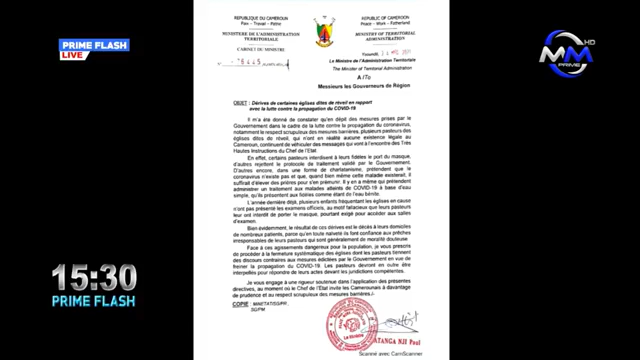 PRIME FLASH
LIVE
HD
MM
PRIME
REPUBLIQUE DU CAMEROUN
Paix – Travail – Patrie
MINISTERE DE L'ADMINISTRATION
TERRITORIALE
CABINET DU MINISTRE
REPUBLIC OF CAMEROON
Peace – Work – Fatherland
MINISTRY OF TERRITORIAL
ADMINISTRATION
Yaoundé,
Le Ministre de l'Administration Territoriale
The Minister of Territorial Administration
A /To
Messieurs les Gouverneurs de Région
OBJET : Dérives de certaines églises dites de réveil en rapport
avec la lutte contre la propagation du COVID-19
Il m'a été donné de constater qu'en dépit des mesures prises par le
Gouvernement dans le cadre de la lutte contre la propagation du coronavirus,
notamment le respect scrupuleux des mesures barrières, plusieurs pasteurs des
églises dites de réveil, qui n'ont en réalité aucune existence légale au
Cameroun, continuent de véhiculer des messages qui vont à l'encontre des Très
Hautes Instructions du Chef de l'Etat
En effet, certains pasteurs interdisent à leurs fidèles le port du masque,
d'autres rejettent le protocole de traitement validé par le Gouvernement.
D'autres encore, dans une forme de charlatanisme, prétendent que le
coronavirus n'existe pas et que, quand bien même cette maladie existerait, il
suffirait d'élever des prières pour s'en prémunir. Il y en a même qui prétendent
administrer un traitement aux malades atteints de COVID-19 à base d'eau
simple, qu'ils présentent aux fidèles comme étant de l'eau bénite.
L'année dernière déjà, plusieurs enfants fréquentant les églises en cause
n'ont pas présenté les examens officiels, au motif fallacieux que leurs pasteurs
leur ont interdit de porter le masque, pourtant exigé pour accéder aux salles
d'examen.
Bien évidemment, le résultat de ces dérives est le décès à leurs domiciles
de nombreux patients, parce qu'en toute naïveté ils font confiance aux prêches
irresponsables de leurs pasteurs qui sont généralement de moralité douteuse
Face à ces agissements dangereux pour la population, je vous prescris
de procéder à la fermeture systématique des églises dont les pasteurs tiennent
des discours contraires aux mesures édictées par le Gouvernement en vue de
freiner la propagation du COVID-19. Les pasteurs devront en outre être
interpellés pour répondre de leurs actes devant les juridictions compétentes.
Je vous engage à une rigueur soutenue dans l'application des présentes
directives, au moment où le Chef de l'Etat invite les Camerounais à davantage
de prudence et au respect scrupuleux des mesures barrières./-
COPIE : MINETAT/SG/PR ;
SG/PM
ATANGA NJI Paul
Scanné avec CamScanner
15:30
PRIME FLASH